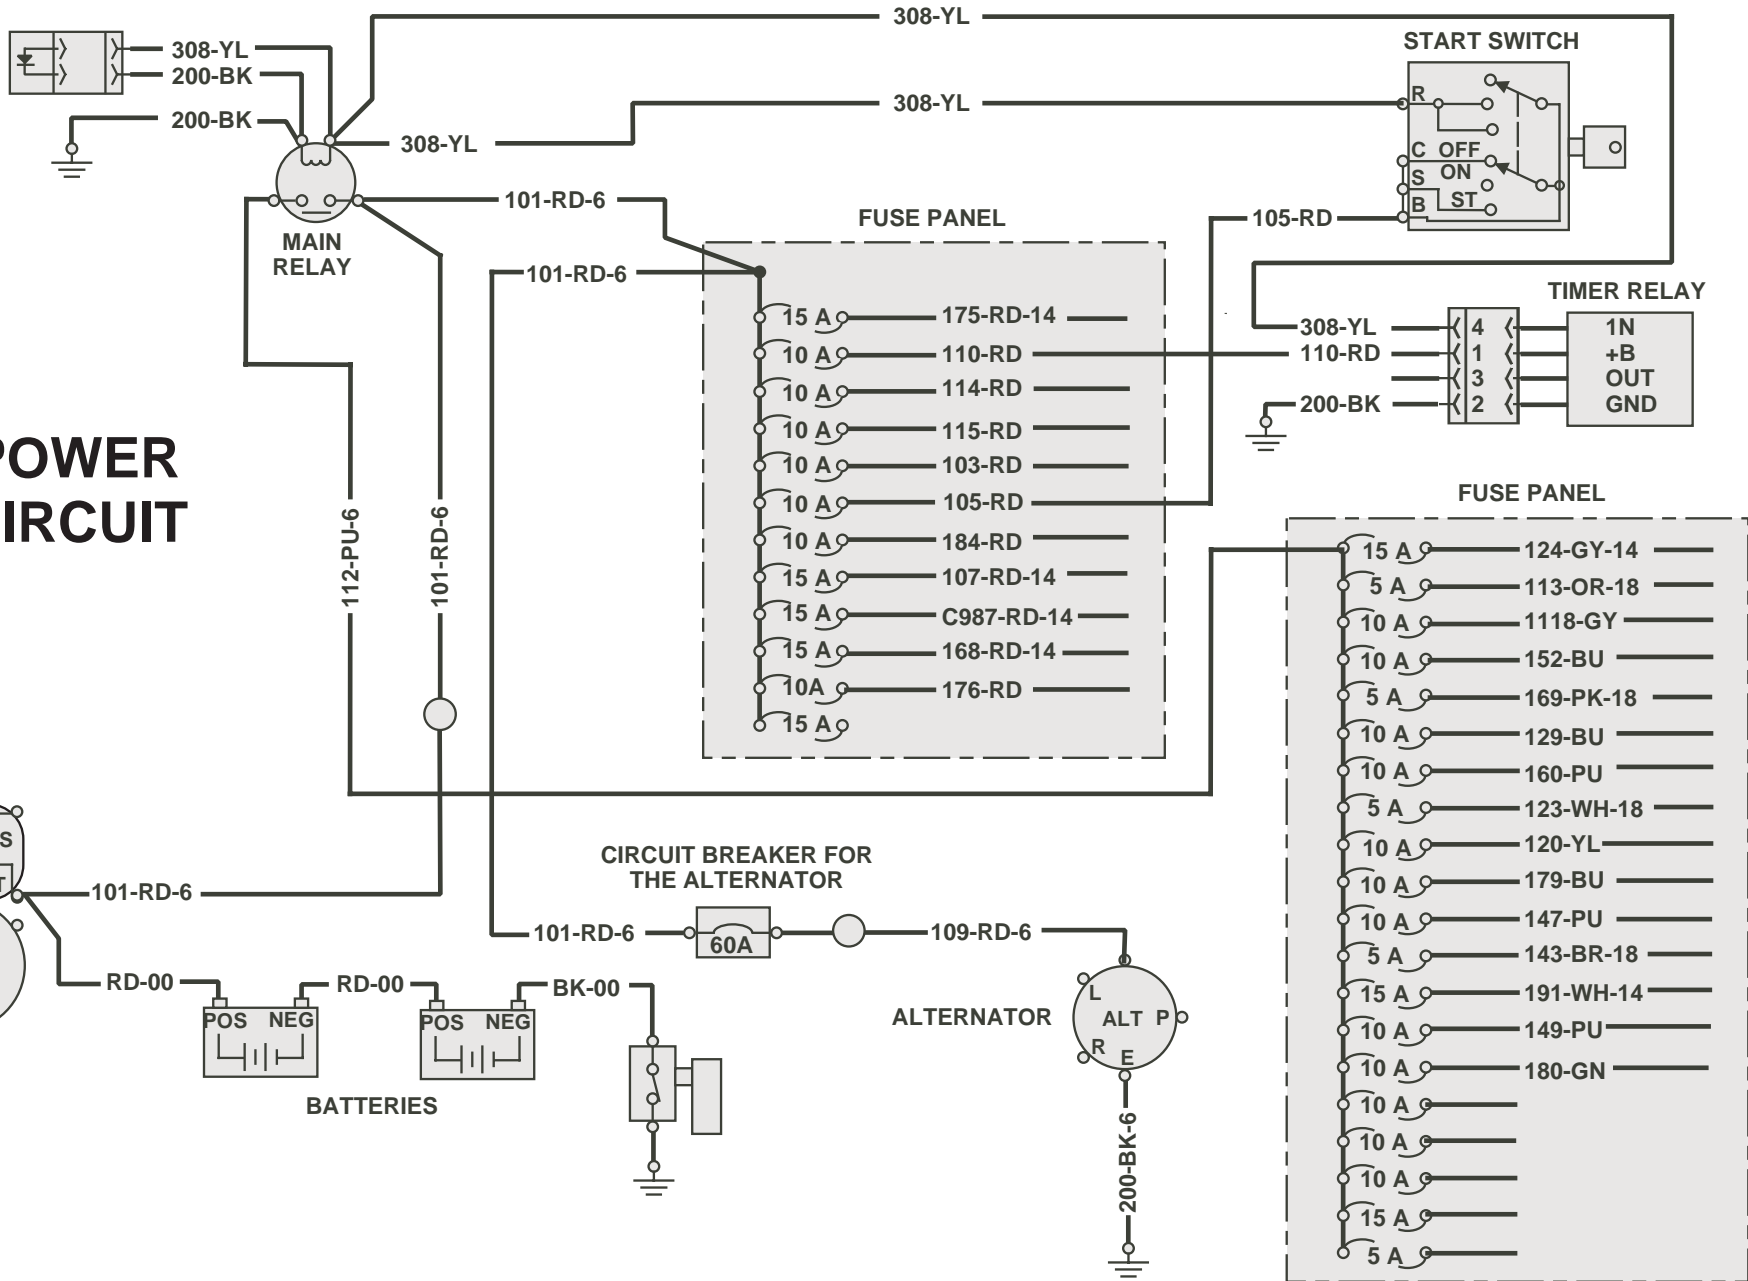 308-YL
308-YL
200-BK
200-BK
308-YL
308-YL
START SWITCH
R
C OFF
ON
S
ST
B
MAIN
RELAY
101-RD-6
101-RD-6
105-RD
FUSE PANEL
15 A 175-RD-14
10 A 110-RD
10 A 114-RD
10 A 115-RD
10 A 103-RD
10 A 105-RD
10 A 184-RD
15 A 107-RD-14
15 A C987-RD-14
15 A 168-RD-14
10A 176-RD
15 A
TIMER RELAY
308-YL 4 1N
110-RD 1 +B
3 OUT
200-BK 2 GND
POWER
IRCUIT
112-PU-6
101-RD-6
FUSE PANEL
15 A 124-GY-14
5 A 113-OR-18
10 A 1118-GY
10 A 152-BU
5 A 169-PK-18
10 A 129-BU
10 A 160-PU
5 A 123-WH-18
10 A 120-YL
10 A 179-BU
10 A 147-PU
5 A 143-BR-18
15 A 191-WH-14
10 A 149-PU
10 A 180-GN
10 A
10 A
10 A
15 A
5 A
S
T
101-RD-6
CIRCUIT BREAKER FOR
THE ALTERNATOR
101-RD-6
60A
109-RD-6
RD-00
RD-00
BK-00
POS NEG
POS NEG
BATTERIES
ALTERNATOR
L
ALT P
R
E
200-BK-6